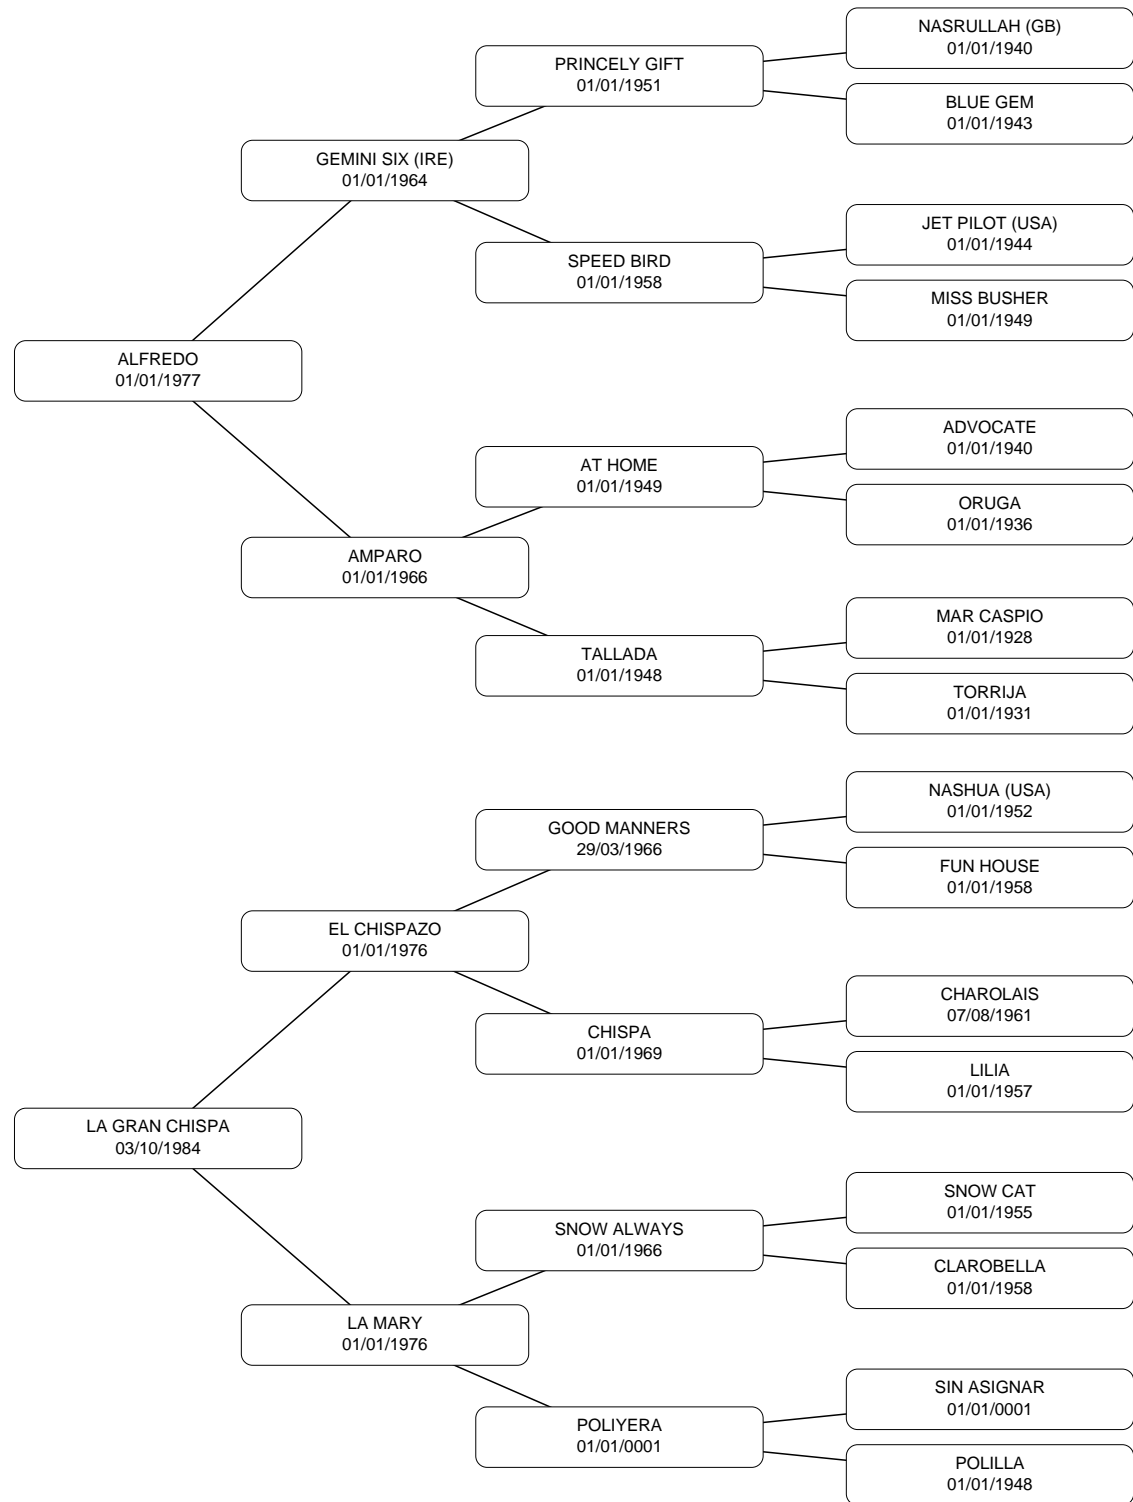 NASRULLAH (GB)
01/01/1940
PRINCELY GIFT
01/01/1951
BLUE GEM
01/01/1943
GEMINI SIX (IRE)
01/01/1964
JET PILOT (USA)
01/01/1944
SPEED BIRD
01/01/1958
MISS BUSHER
01/01/1949
ALFREDO
01/01/1977
ADVOCATE
01/01/1940
AT HOME
01/01/1949
ORUGA
01/01/1936
AMPARO
01/01/1966
MAR CASPIO
01/01/1928
TALLADA
01/01/1948
TORRIJA
01/01/1931
NASHUA (USA)
01/01/1952
GOOD MANNERS
29/03/1966
FUN HOUSE
01/01/1958
EL CHISPAZO
01/01/1976
CHAROLAIS
07/08/1961
CHISPA
01/01/1969
LILIA
01/01/1957
LA GRAN CHISPA
03/10/1984
SNOW CAT
01/01/1955
SNOW ALWAYS
01/01/1966
CLAROBELLA
01/01/1958
LA MARY
01/01/1976
SIN ASIGNAR
01/01/0001
POLIYERA
01/01/0001
POLILLA
01/01/1948